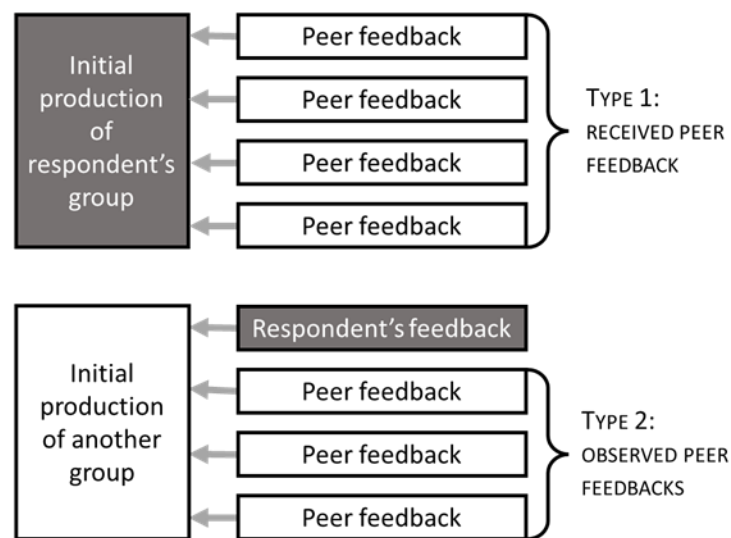 Initial
production
of
respondent's
group
Peer feedback
Peer feedback
Peer feedback
Peer feedback
TYPE 1:
RECEIVED PEER
FEEDBACK
Initial
production
of another
group
Respondent's feedback
Peer feedback
Peer feedback
Peer feedback
TYPE 2:
OBSERVED PEER
FEEDBACKS